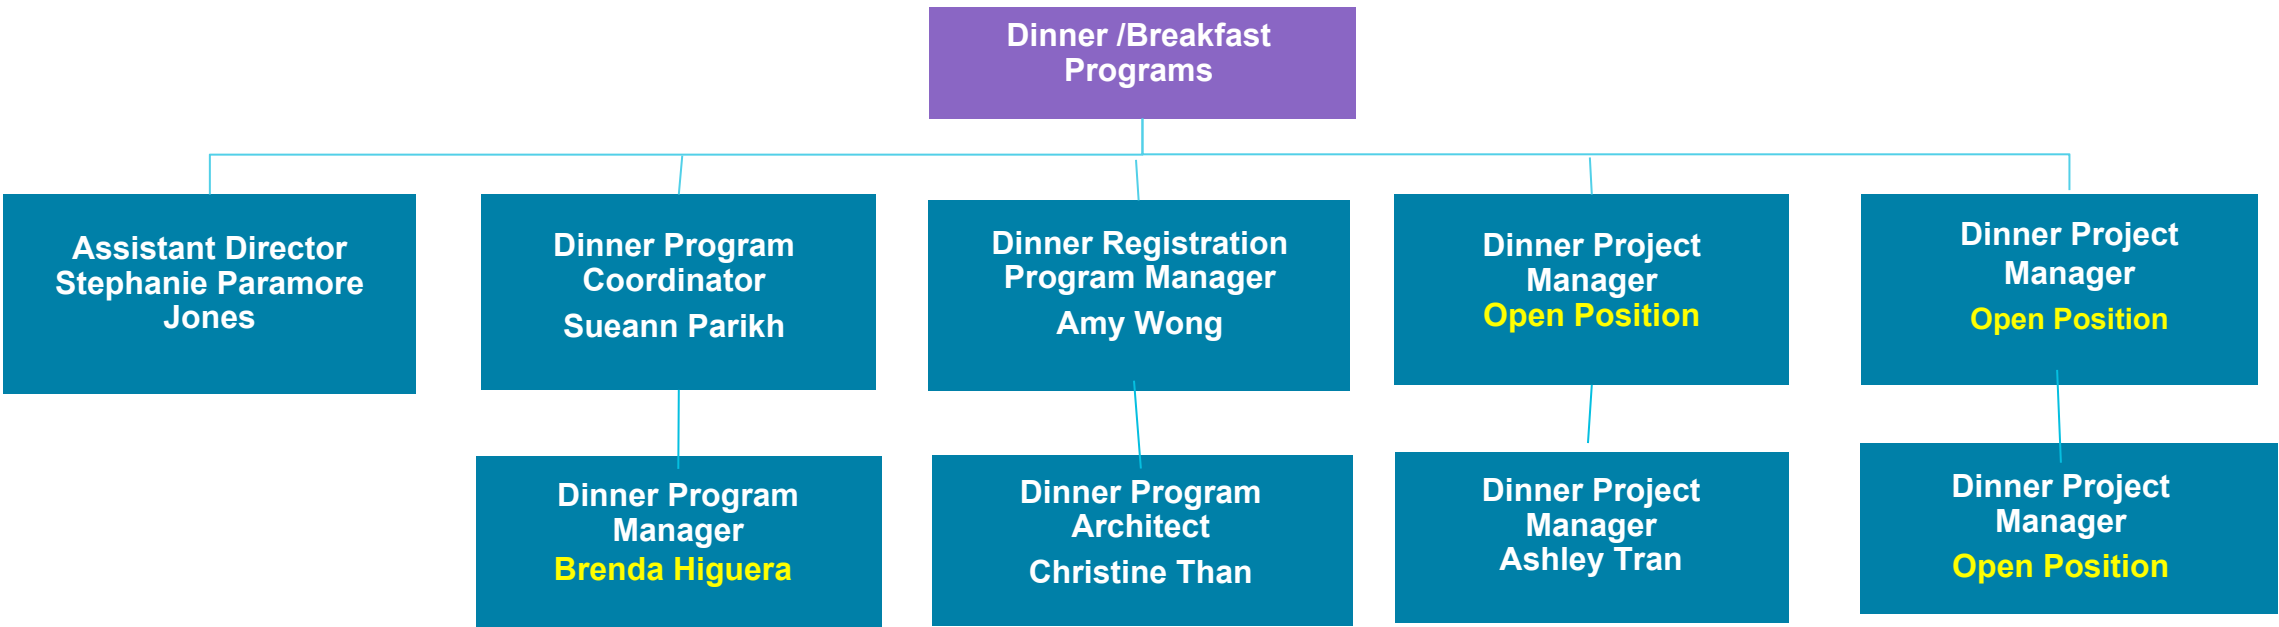 Dinner /Breakfast
Programs
Assistant Director
Stephanie Paramore
Jones
Dinner Program
Coordinator
Sueann Parikh
Dinner Registration
Program Manager
Amy Wong
Dinner Project
Manager
Open Position
Dinner Project
Manager
Open Position
Dinner Program
Manager
Brenda Higuera
Dinner Program
Architect
Christine Than
Dinner Project
Manager
Ashley Tran
Dinner Project
Manager
Open Position